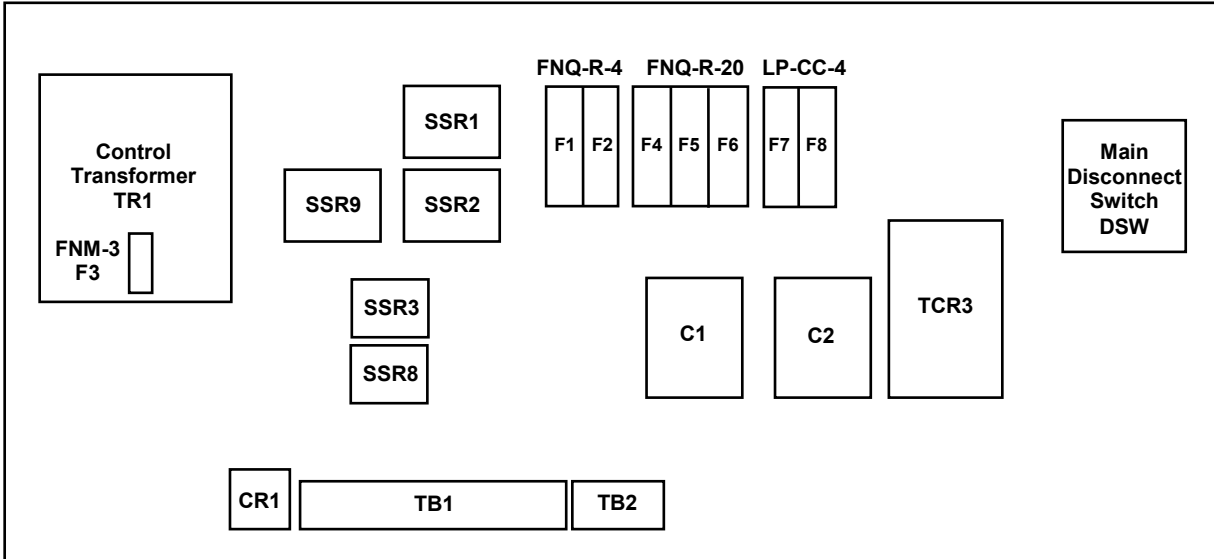 FNQ-R-4 FNQ-R-20 LP-CC-4
Control
Transformer
TR1
FNM-3
F3
SSR1
SSR9
SSR2
F1 F2 F4 F5 F6 F7 F8
Main
Disconnect
Switch
DSW
SSR3
SSR8
C1
C2
TCR3
CR1
TB1
TB2